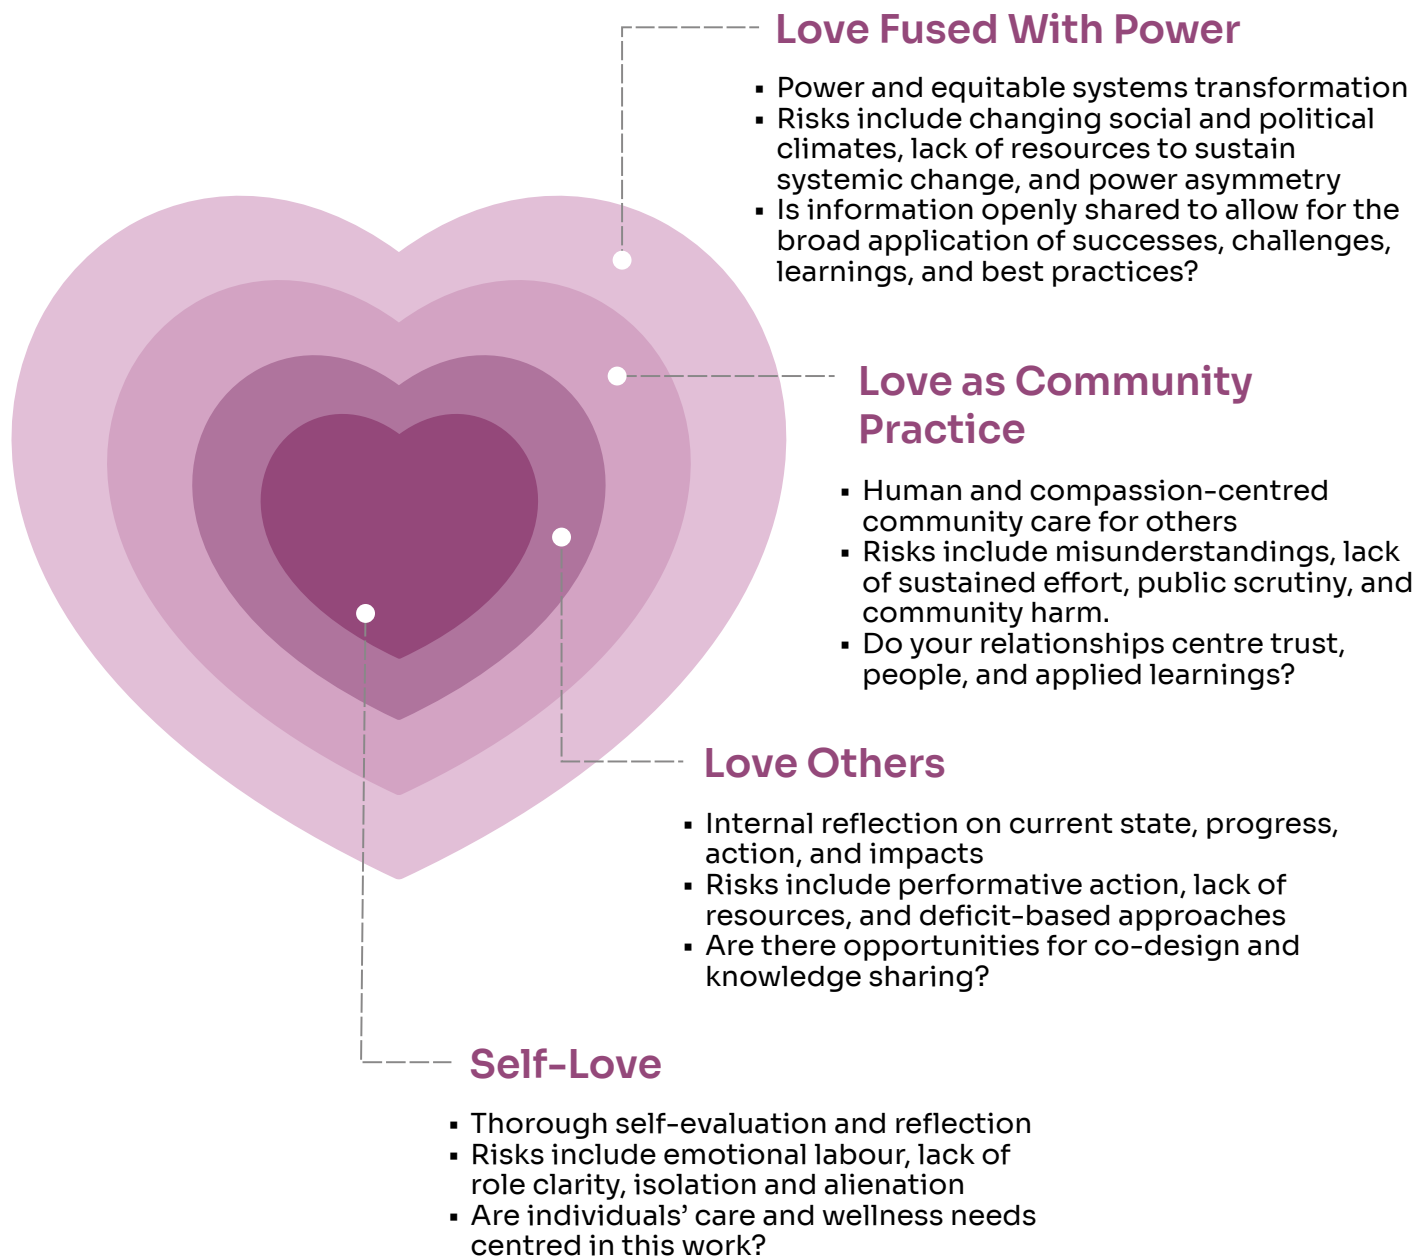 Love Fused With Power
▪ Power and equitable systems transformation
▪ Risks include changing social and political
climates, lack of resources to sustain
systemic change, and power asymmetry
▪ Is information openly shared to allow for the
broad application of successes, challenges,
learnings, and best practices?
Love as Community
Practice
▪ Human and compassion-centred
community care for others
▪ Risks include misunderstandings, lack
of sustained effort, public scrutiny, and
community harm.
▪ Do your relationships centre trust,
people, and applied learnings?
Love Others
▪ Internal reflection on current state, progress,
action, and impacts
▪ Risks include performative action, lack of
resources, and deficit-based approaches
▪ Are there opportunities for co-design and
knowledge sharing?
Self-Love
▪ Thorough self-evaluation and reflection
▪ Risks include emotional labour, lack of
role clarity, isolation and alienation
▪ Are individuals’ care and wellness needs
centred in this work?